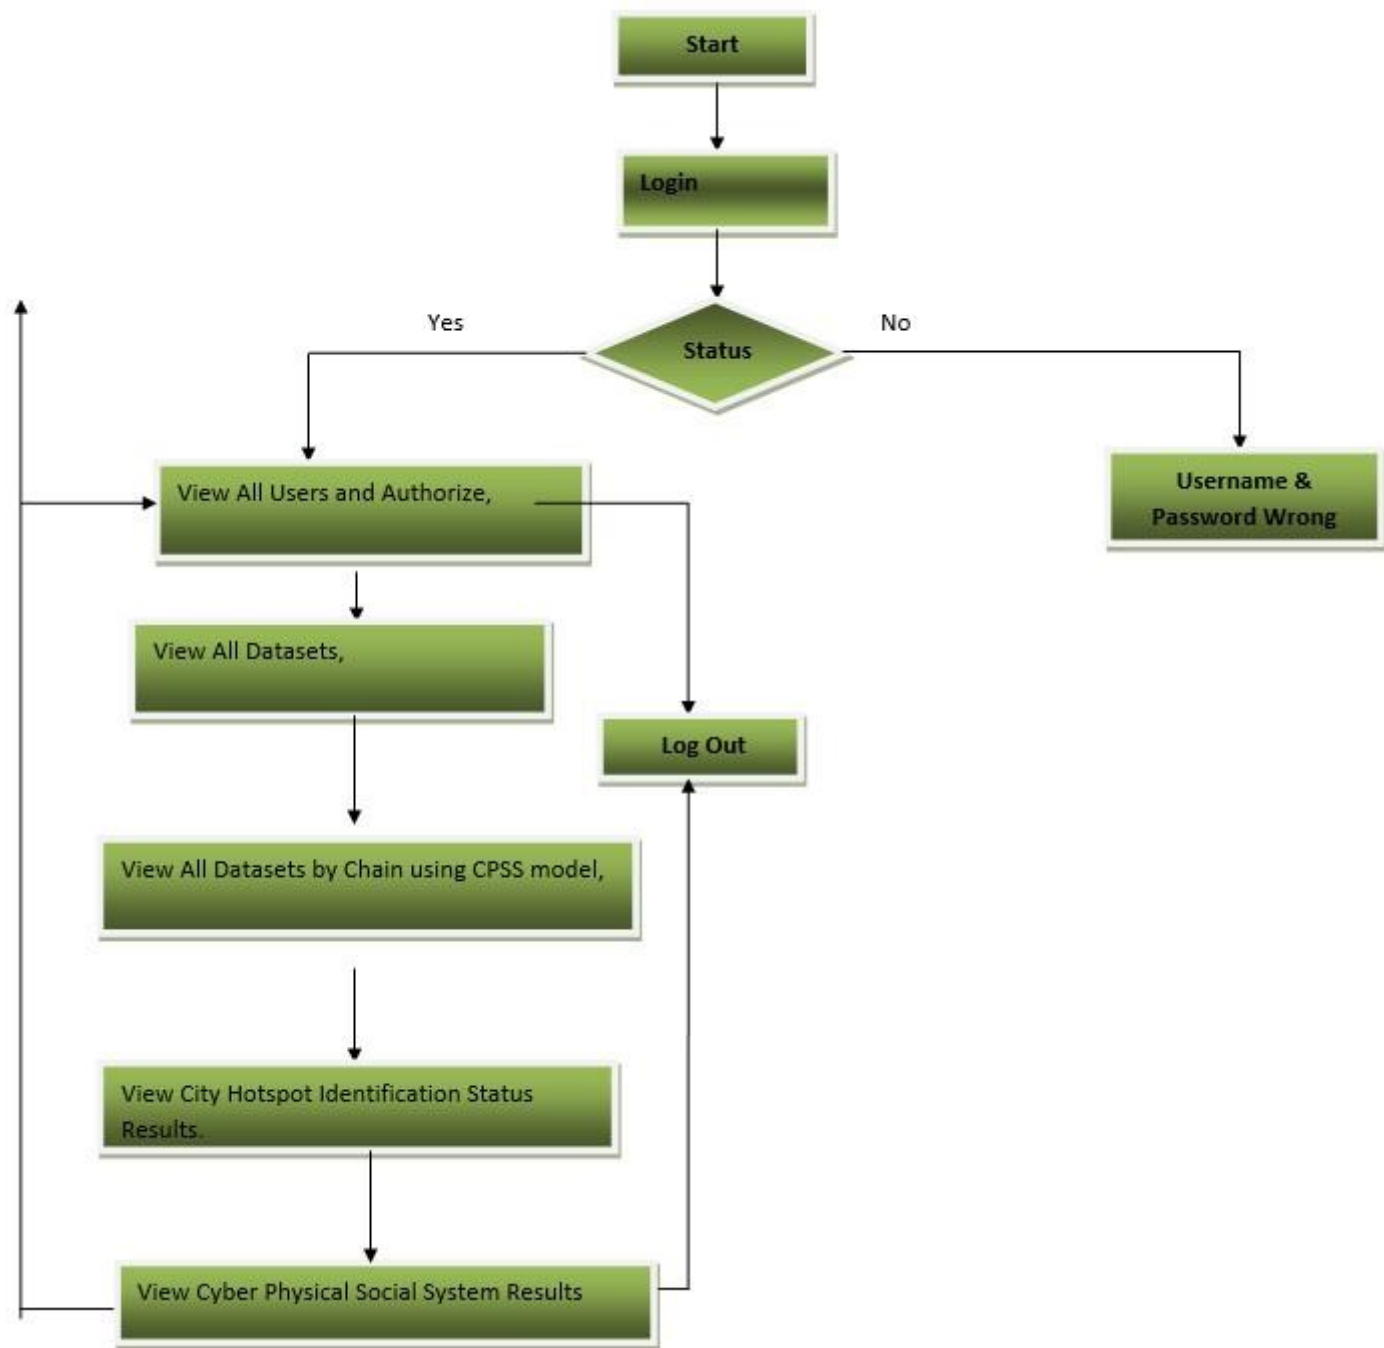 Start
Login
Yes
No
Status
View All Users and Authorize,
Username &
Password Wrong
View All Datasets,
Log Out
View All Datasets by Chain using CPSS model,
View City Hotspot Identification Status
Results.
View Cyber Physical Social System Results